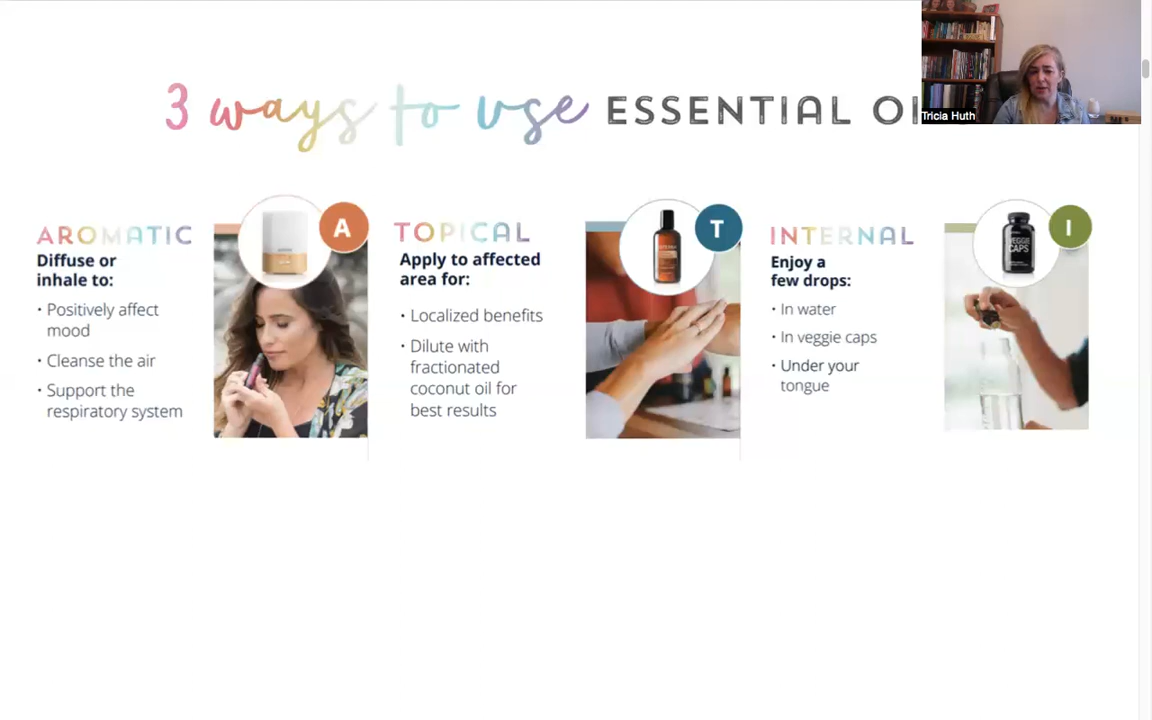 3 ways to use ESSENTIAL OI
Tricia Huth
AROMATIC
Diffuse or
inhale to:
• Positively affect
mood
• Cleanse the air
• Support the
respiratory system
A
TOPICAL
Apply to affected
area for:
• Localized benefits
• Dilute with
fractionated
coconut oil for
best results
T
INTERNAL
Enjoy a
few drops:
• In water
• In veggie caps
• Under your
tongue
VEGGIE
CAPS
I